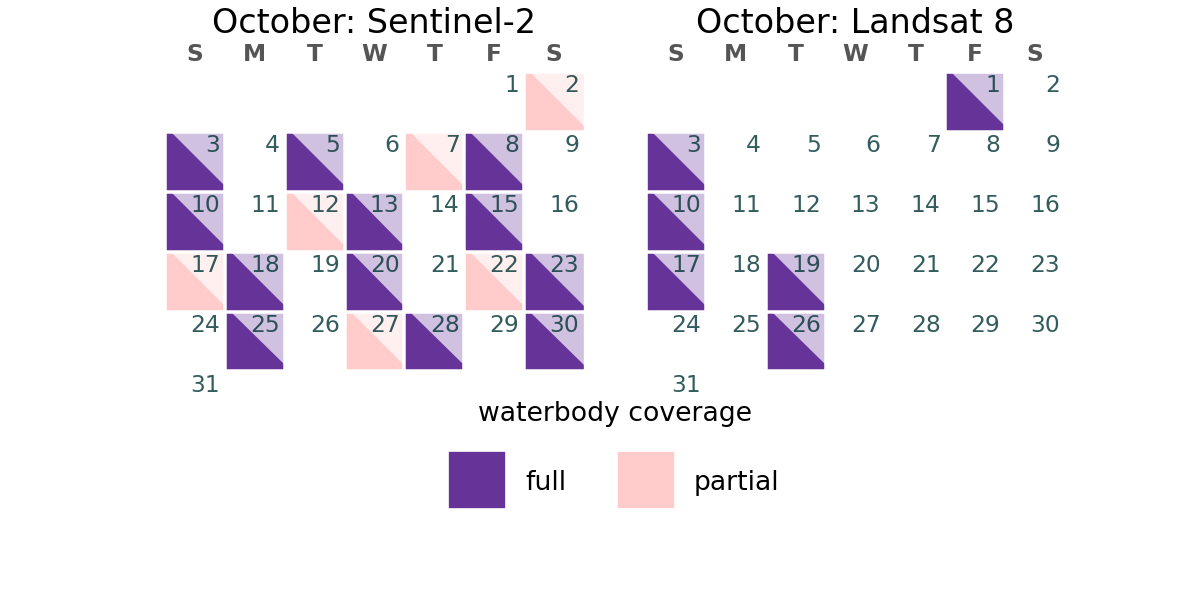 October: Sentinel-2
S M T W T F S
1 2
3 4 5 6 7 8 9
10 11 12 13 14 15 16
17 18 19 20 21 22 23
24 25 26 27 28 29 30
31
October: Landsat 8
S M T W T F S
1 2
3 4 5 6 7 8 9
10 11 12 13 14 15 16
17 18 19 20 21 22 23
24 25 26 27 28 29 30
31
waterbody coverage
full partial